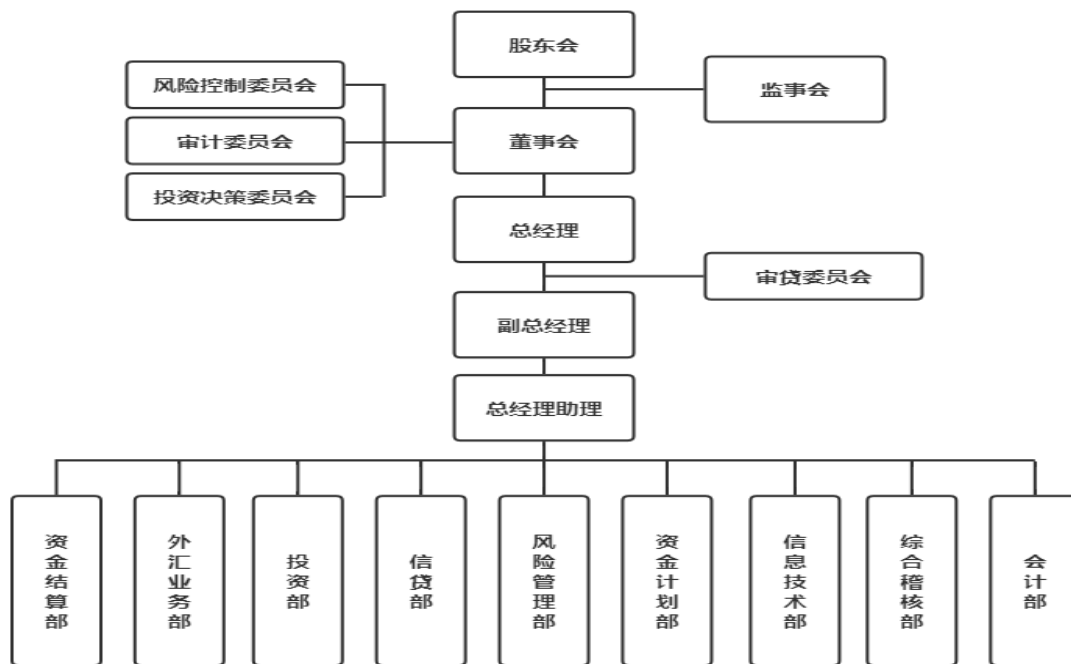 股东会
监事会
风险控制委员会
审计委员会
投资决策委员会
董事会
总经理
审贷委员会
副总经理
总经理助理
资金结算部
外汇业务部
投资部
信贷部
风险管理部
资金计划部
信息技术部
综合稽核部
会计部